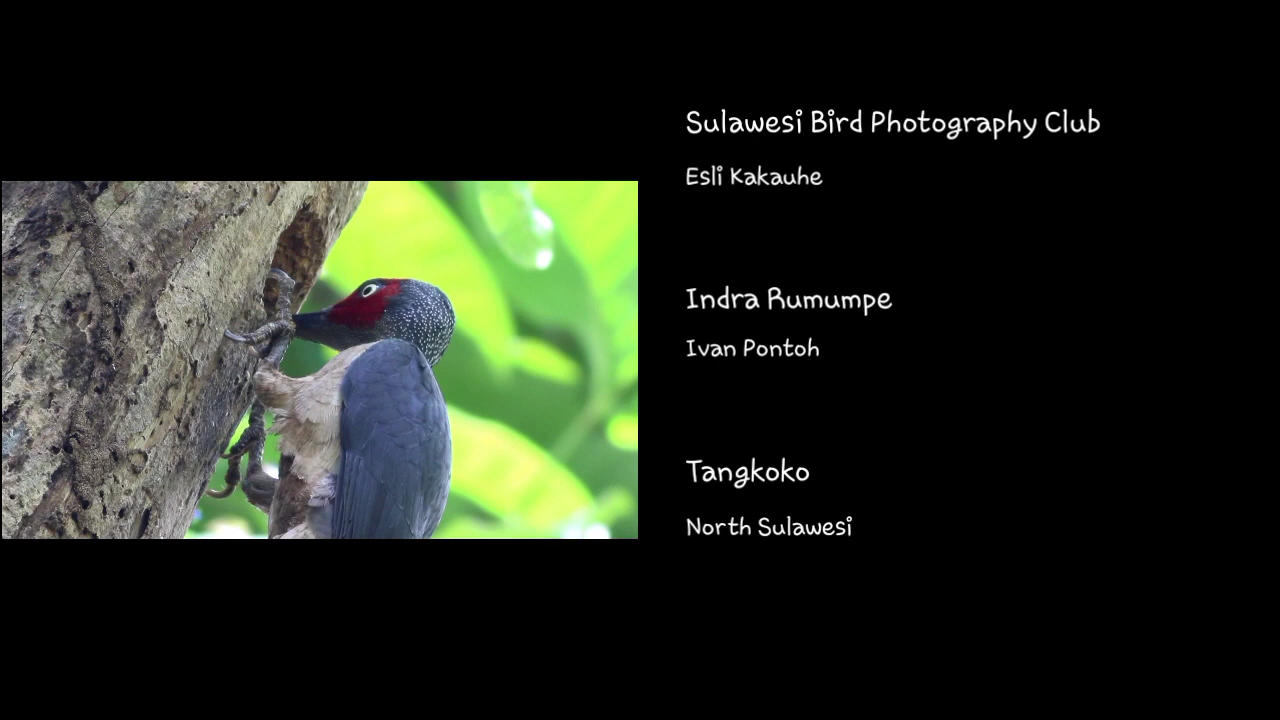 Sulawesi Bird Photography Club
Esli Kakauhe
Indra Rumumpe
Ivan Pontoh
Tangkoko
North Sulawesi